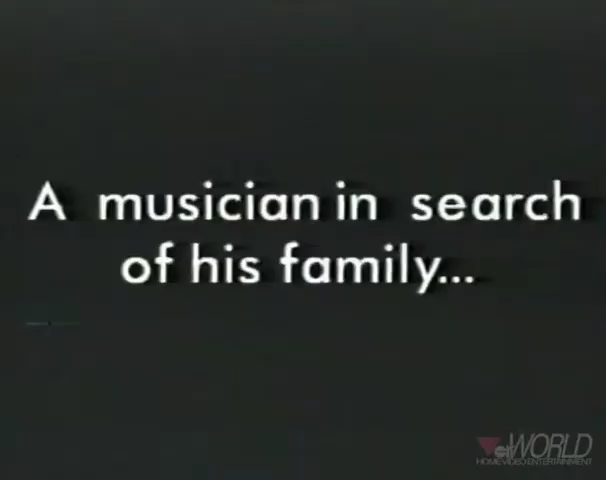 A musician in search
of his family...
WORLD
HOME VIDEO ENTERTAINMENT